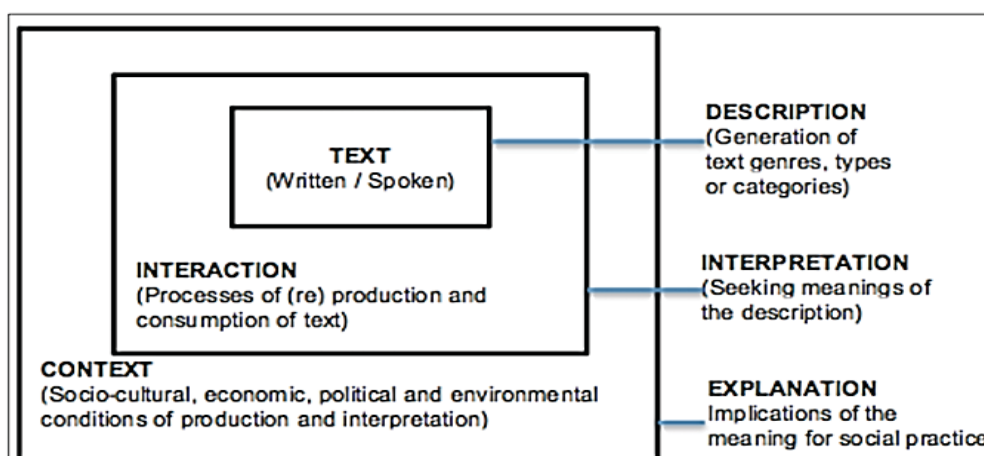 TEXT
(Written / Spoken)
INTERACTION
(Processes of (re) production and
consumption of text)
CONTEXT
(Socio-cultural, economic, political and environmental
conditions of production and interpretation)
DESCRIPTION
(Generation of
text genres, types
or categories)
INTERPRETATION
(Seeking meanings of
the description)
EXPLANATION
Implications of the
meaning for social practice